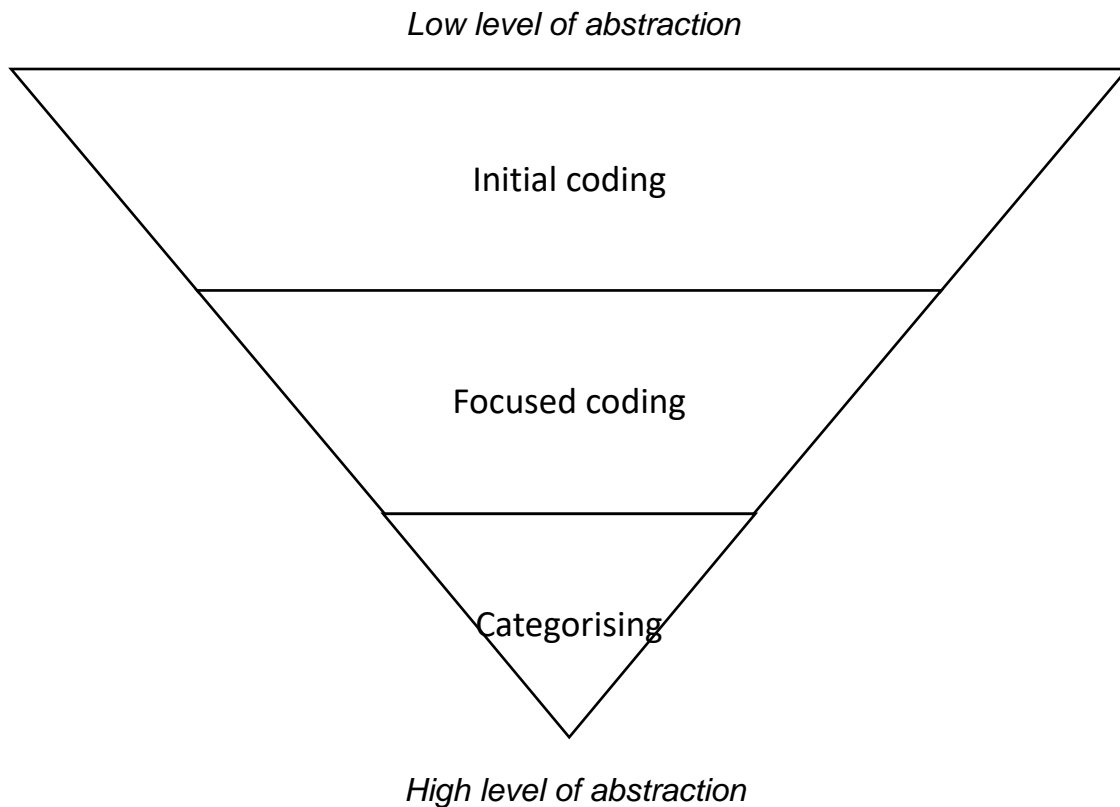 Low level of abstraction
Initial coding
Focused coding
Categorising
High level of abstraction